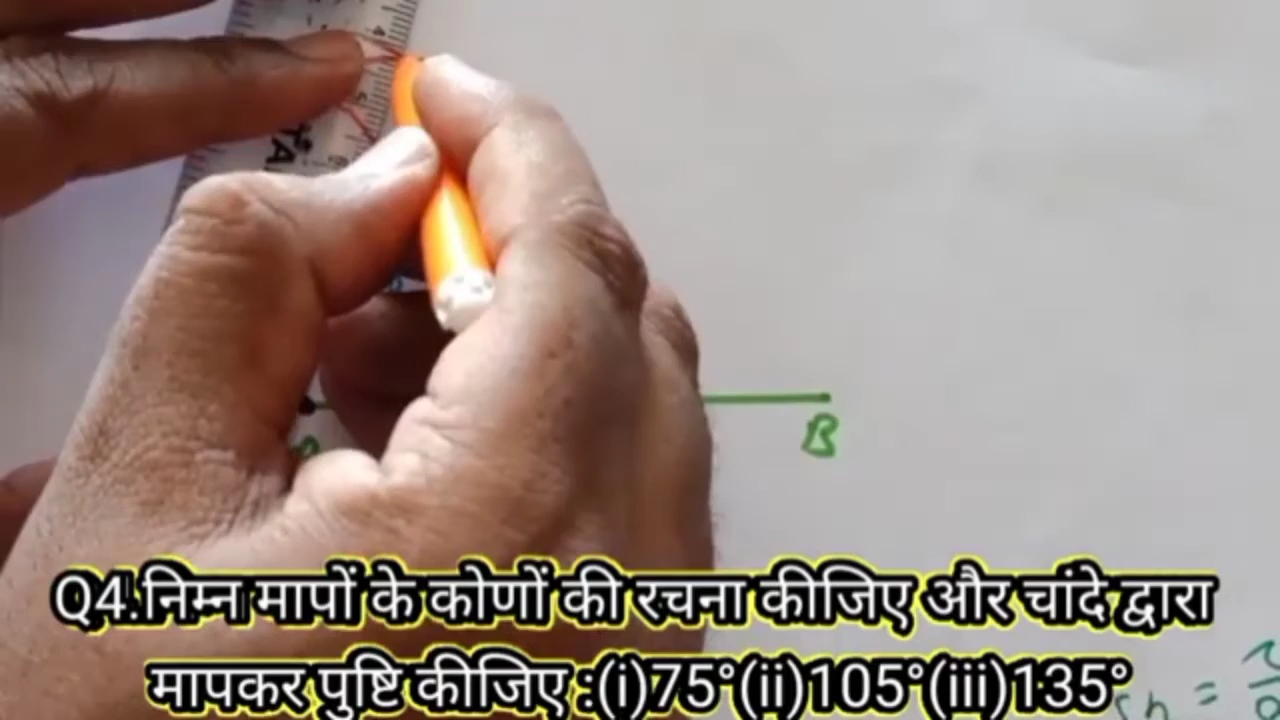 B
Q4.निम्न मापों के कोणों की रचना कीजिए और चांदे द्वारा
मापकर पुष्टि कीजिए :(i)75°(ii)105°(iii)135°